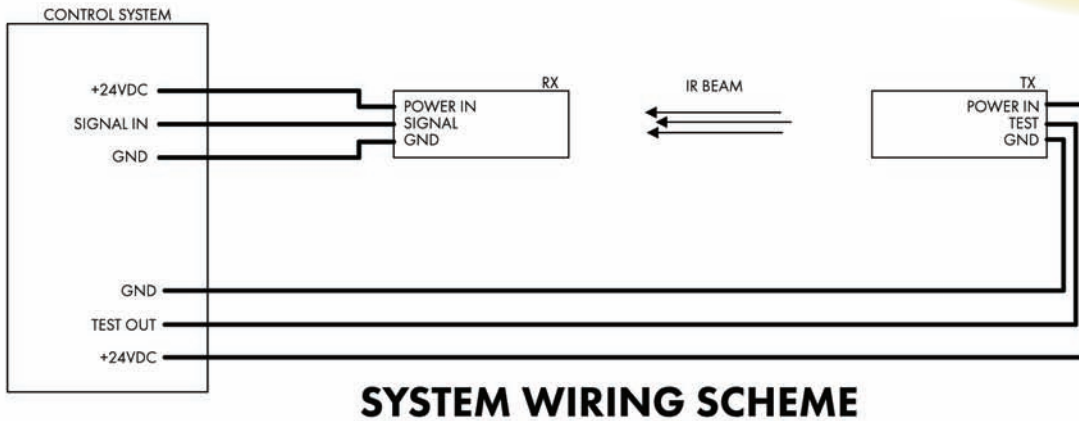 CONTROL SYSTEM
+24VDC
SIGNAL IN
GND
RX
POWER IN
SIGNAL
GND
IR BEAM
TX
POWER IN
TEST
GND
GND
TEST OUT
+24VDC
SYSTEM WIRING SCHEME